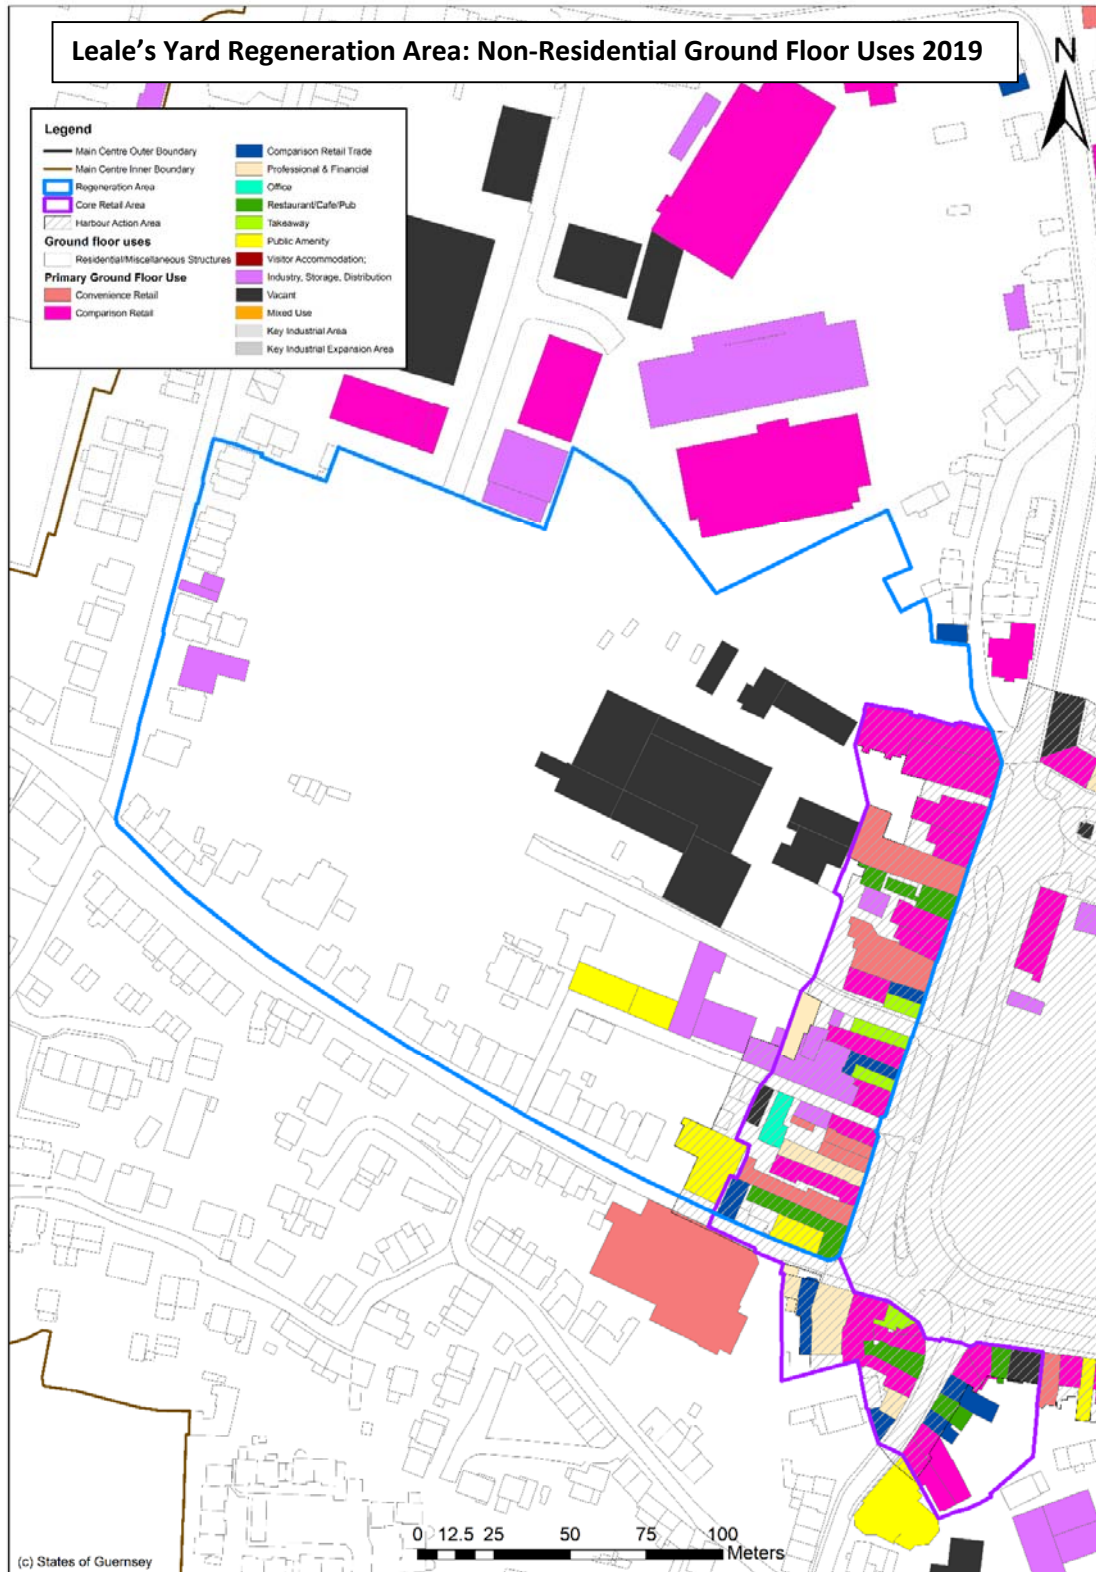 Leale's Yard Regeneration Area: Non-Residential Ground Floor Uses 2019
N
Legend
Main Centre Outer Boundary
Main Centre Inner Boundary
Regeneration Area
Core Retail Area
Harbour Action Area
Ground floor uses
Residential/Miscellaneous Structures
Primary Ground Floor Use
Convenience Retail
Comparison Retail
Comparison Retail Trade
Professional & Financial
Office
Restaurant/Cafe/Pub
Takeaway
Public Amenity
Visitor Accommodation;
Industry, Storage, Distribution
Vacant
Mixed Use
Key Industrial Area
Key Industrial Expansion Area
0 12.5 25 50 75 100
Meters
(c) States of Guernsey